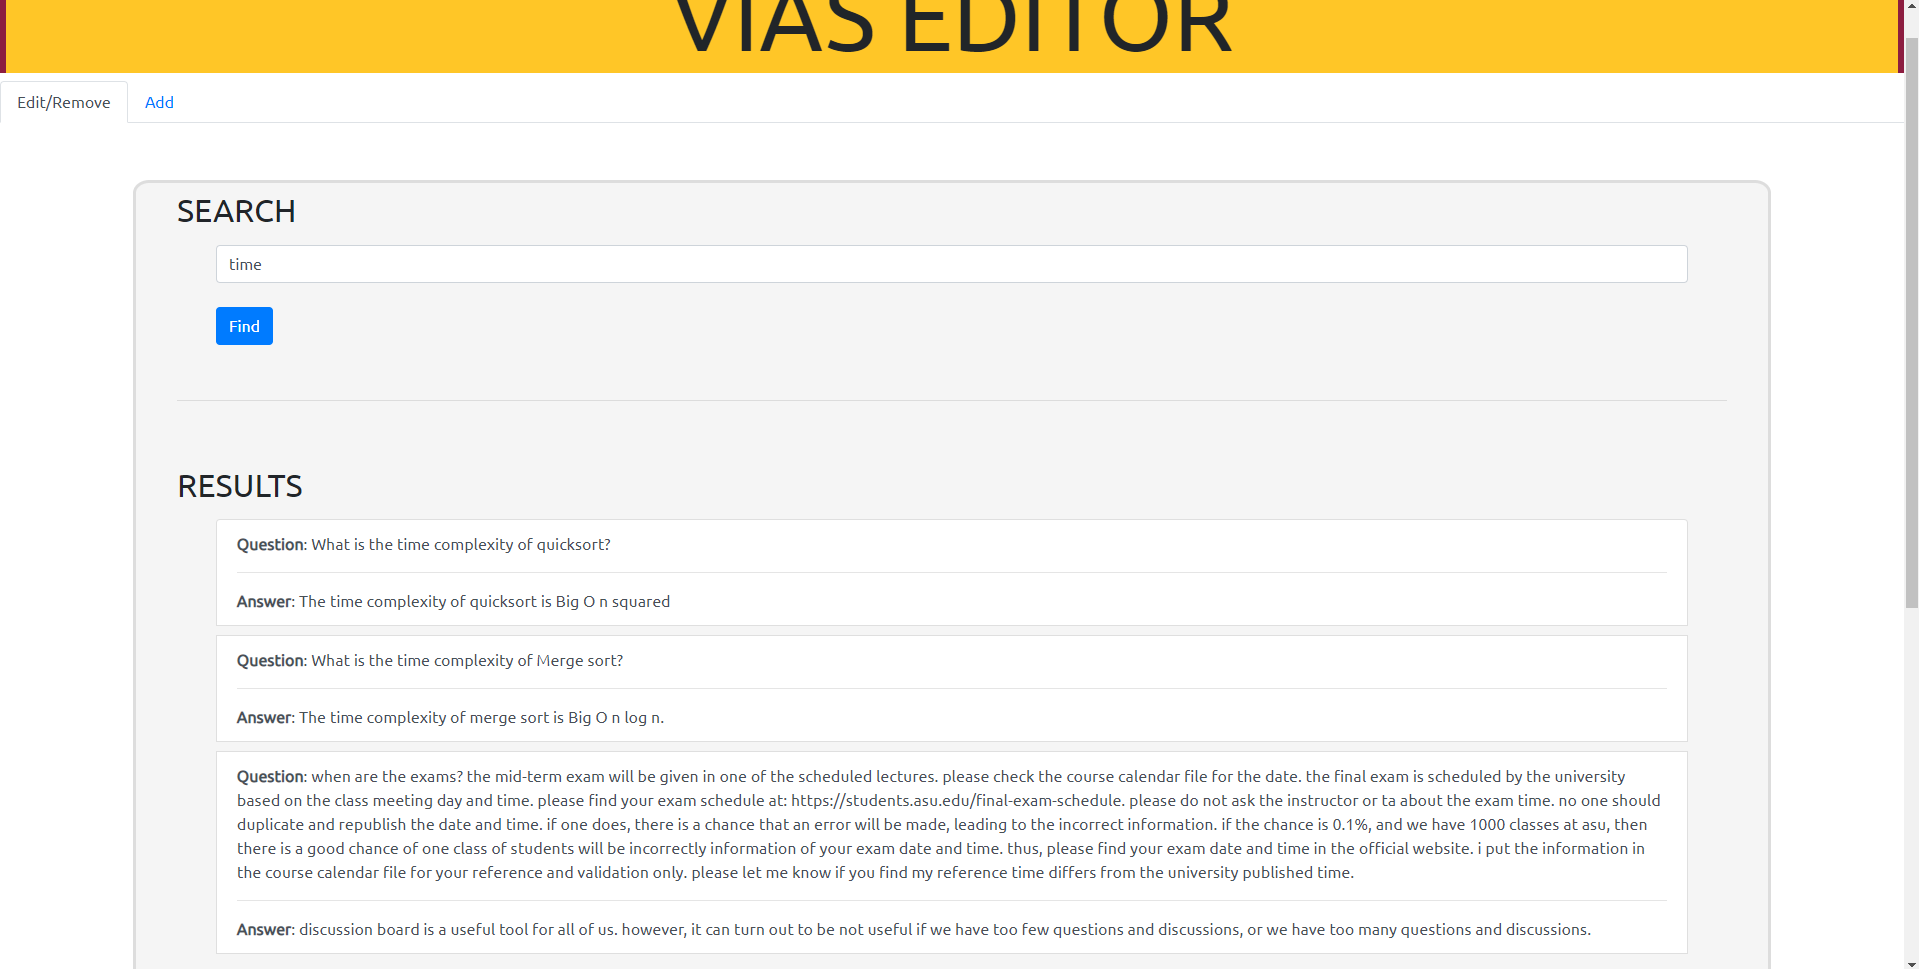 VIAS EDITOR
Edit/Remove Add
SEARCH
time
Find
RESULTS
Question: What is the time complexity of quicksort?
Answer: The time complexity of quicksort is Big O n squared
Question: What is the time complexity of Merge sort?
Answer: The time complexity of merge sort is Big O n log n.
Question: when are the exams? the mid-term exam will be given in one of the scheduled lectures. please check the course calendar file for the date. the final exam is scheduled by the university
based on the class meeting day and time. please find your exam schedule at: https://students.asu.edu/final-exam-schedule. please do not ask the instructor or ta about the exam time. no one should
duplicate and republish the date and time. if one does, there is a chance that an error will be made, leading to the incorrect information. if the chance is 0.1%, and we have 1000 classes at asu, then
there is a good chance of one class of students will be incorrectly information of your exam date and time. thus, please find your exam date and time in the official website. i put the information in
the course calendar file for your reference and validation only. please let me know if you find my reference time differs from the university published time.
Answer: discussion board is a useful tool for all of us. however, it can turn out to be not useful if we have too few questions and discussions, or we have too many questions and discussions.